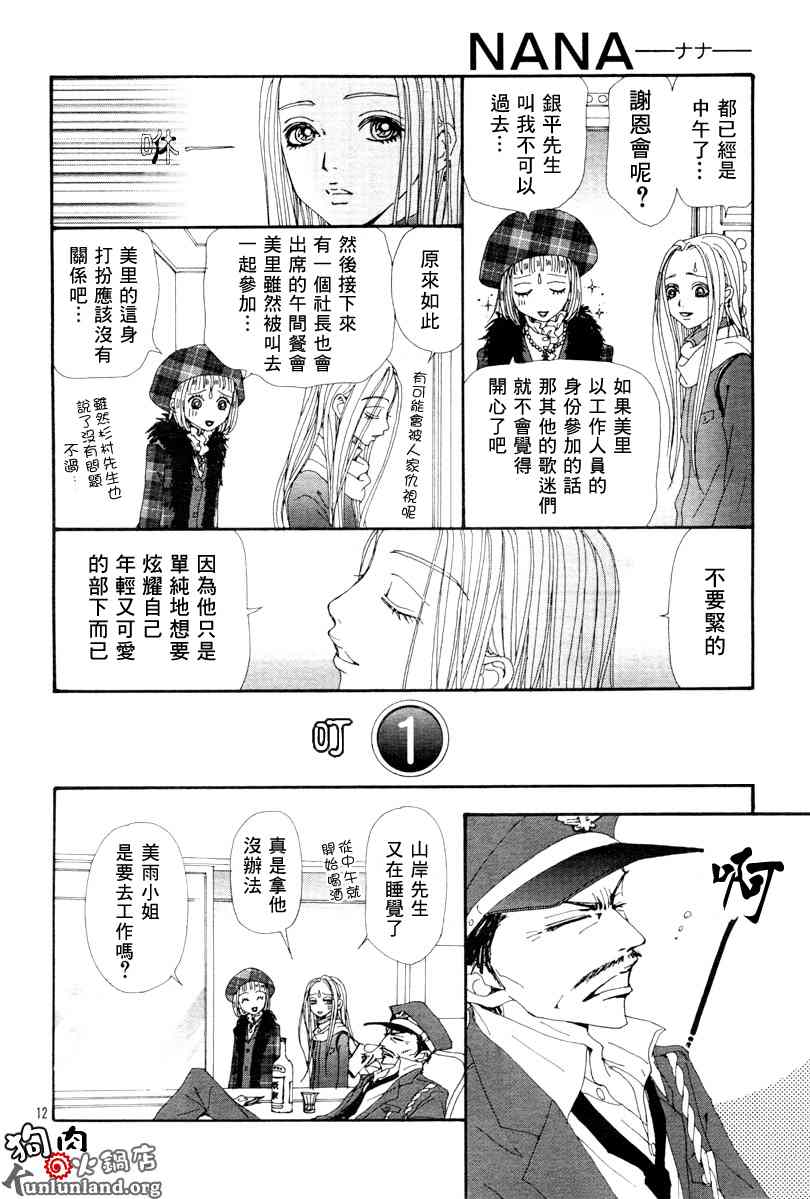 NANA——ナナ——
都已經是
中午了…
謝恩會呢?
銀平先生
叫我不可以
過去…
如果美里
以工作人員的
身份參加的話
那其他的歌迷們
就不會覺得
開心了吧
咻—
原來如此
有可能會被人家仇視呢
然後接下來
有一個社長也會
出席的午間餐會
美里雖然被叫去
一起參加…
美里的這身
打扮應該沒有
關係吧…
雖然杉村先生也
說了沒有問題
不過…
不要緊的
因為他只是
單純地想要
炫耀自己
年輕又可愛
的部下而已
叮
1
啊—
山岸先生
又在睡覺了
從中午就
開始喝酒
真是拿他
沒辦法
美雨小姐
是要去工作嗎?
12
狗肉
火鍋店
Kunlunland.org